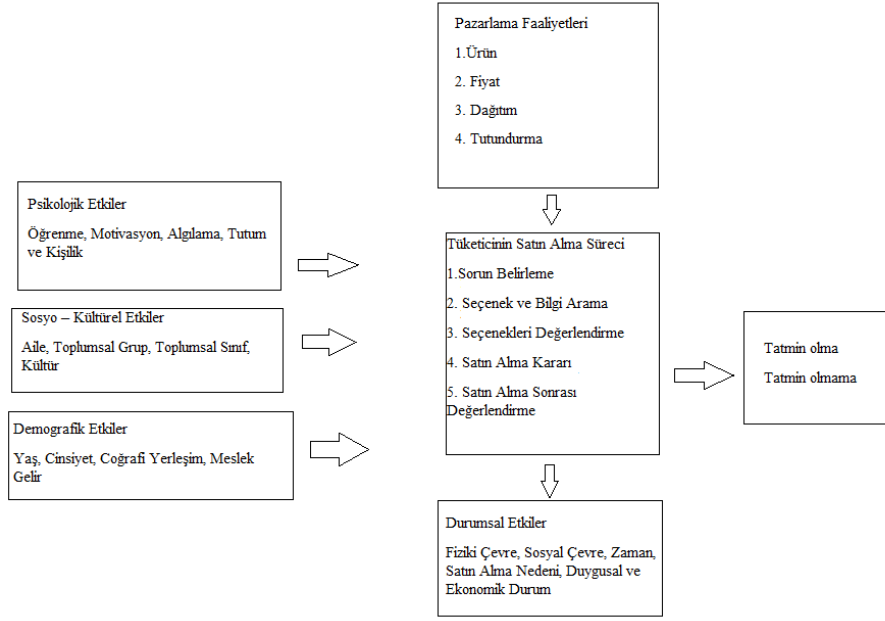 Pazarlama Faaliyetleri
1.Ürün
2. Fiyat
3. Dağıtım
4. Tutundurma
Psikolojik Etkiler
Öğrenme, Motivasyon, Algılama, Tutum
ve Kişilik
Sosyo – Kültürel Etkiler
Aile, Toplumsal Grup, Toplumsal Sınıf,
Kültür
Demografik Etkiler
Yaş, Cinsiyet, Coğrafi Yerleşim, Meslek
Gelir
Tüketicinin Satın Alma Süreci
1.Sorun Belirleme
2. Seçenek ve Bilgi Arama
3. Seçenekleri Değerlendirme
4. Satın Alma Kararı
5. Satın Alma Sonrası
Değerlendirme
Tatmin olma
Tatmin olmama
Durumsal Etkiler
Fiziki Çevre, Sosyal Çevre, Zaman,
Satın Alma Nedeni, Duygusal ve
Ekonomik Durum